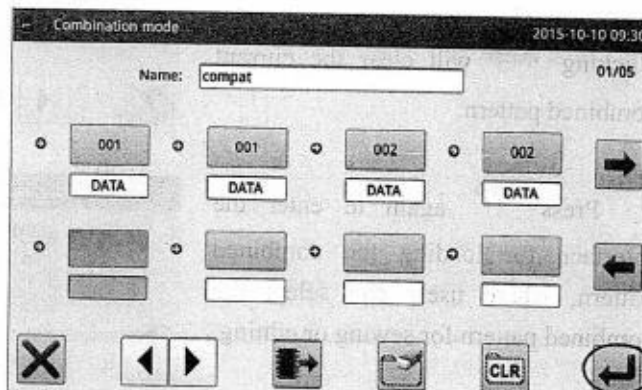 Combination mode 2015-10-10 09:30
Name: compat 01/05
001 001 002 002
DATA DATA DATA DATA
CLR